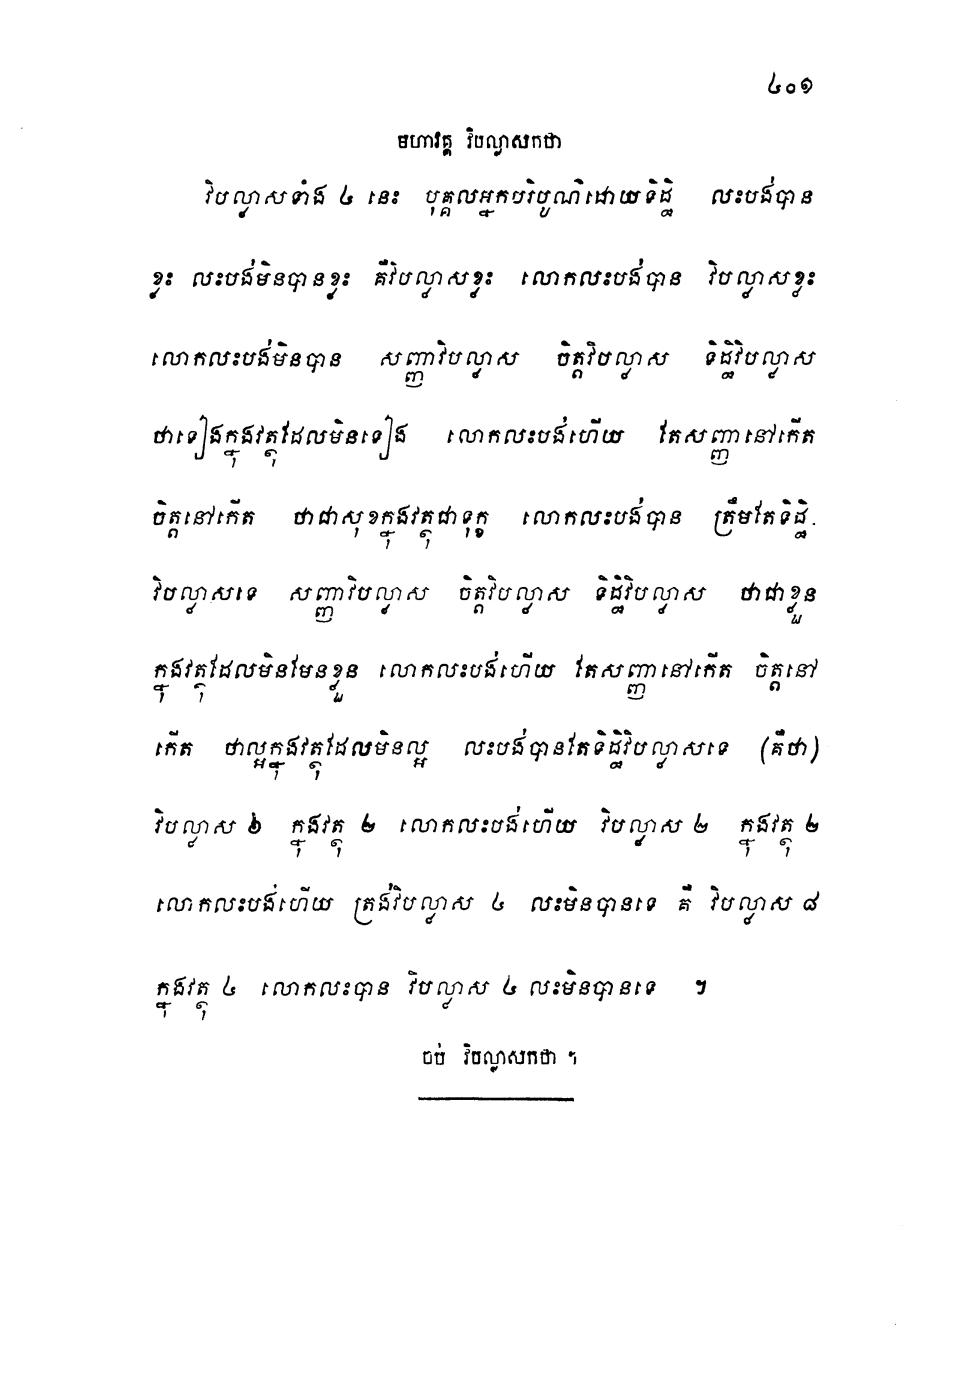 ៤០១
មហាវគ្គ វិបល្លាសកថា
វិបល្លាសទាំង ៤ នេះ បុគ្គលអ្នកបរិបូណ៌ដោយទិដ្ឋិ លះបង់បាន
ខ្លះ លះបង់មិនបានខ្លះ គឺវិបល្លាសខ្លះ លោកលះបង់បាន វិបល្លាសខ្លះ
លោកលះបង់មិនបាន សញ្ញាវិបល្លាស ចិត្តវិបល្លាស ទិដ្ឋិវិបល្លាស
ថាទៀងក្នុងវត្ថុដែលមិនទៀង លោកលះបង់ហើយ តែសញ្ញានៅកើត
ចិត្តនៅកើត ថាជាសុខក្នុងវត្ថុជាទុក្ខ លោកលះបង់បាន ត្រឹមតែទិដ្ឋិ.
វិបល្លាសទេ សញ្ញាវិបល្លាស ចិត្តវិបល្លាស ទិដ្ឋិវិបល្លាស ថាជាខ្លួន
ក្នុងវត្ថុដែលមិនមែនខ្លួន លោកលះបង់ហើយ តែសញ្ញានៅកើត ចិត្តនៅ
កើត ថាល្អក្នុងវត្ថុដែលមិនល្អ លះបង់បានតែទិដ្ឋិវិបល្លាសទេ (គឺថា)
វិបល្លាស ៦ ក្នុងវត្ថុ ២ លោកលះបង់ហើយ វិបល្លាស ២ ក្នុងវត្ថុ ២
លោកលះបង់ហើយ ត្រង់វិបល្លាស ៤ លះមិនបានទេ គឺ វិបល្លាស ៨
ក្នុងវត្ថុ ៤ លោកលះបាន វិបល្លាស ៤ លះមិនបានទេ ៕
ចប់ វិបល្លាសកថា ។